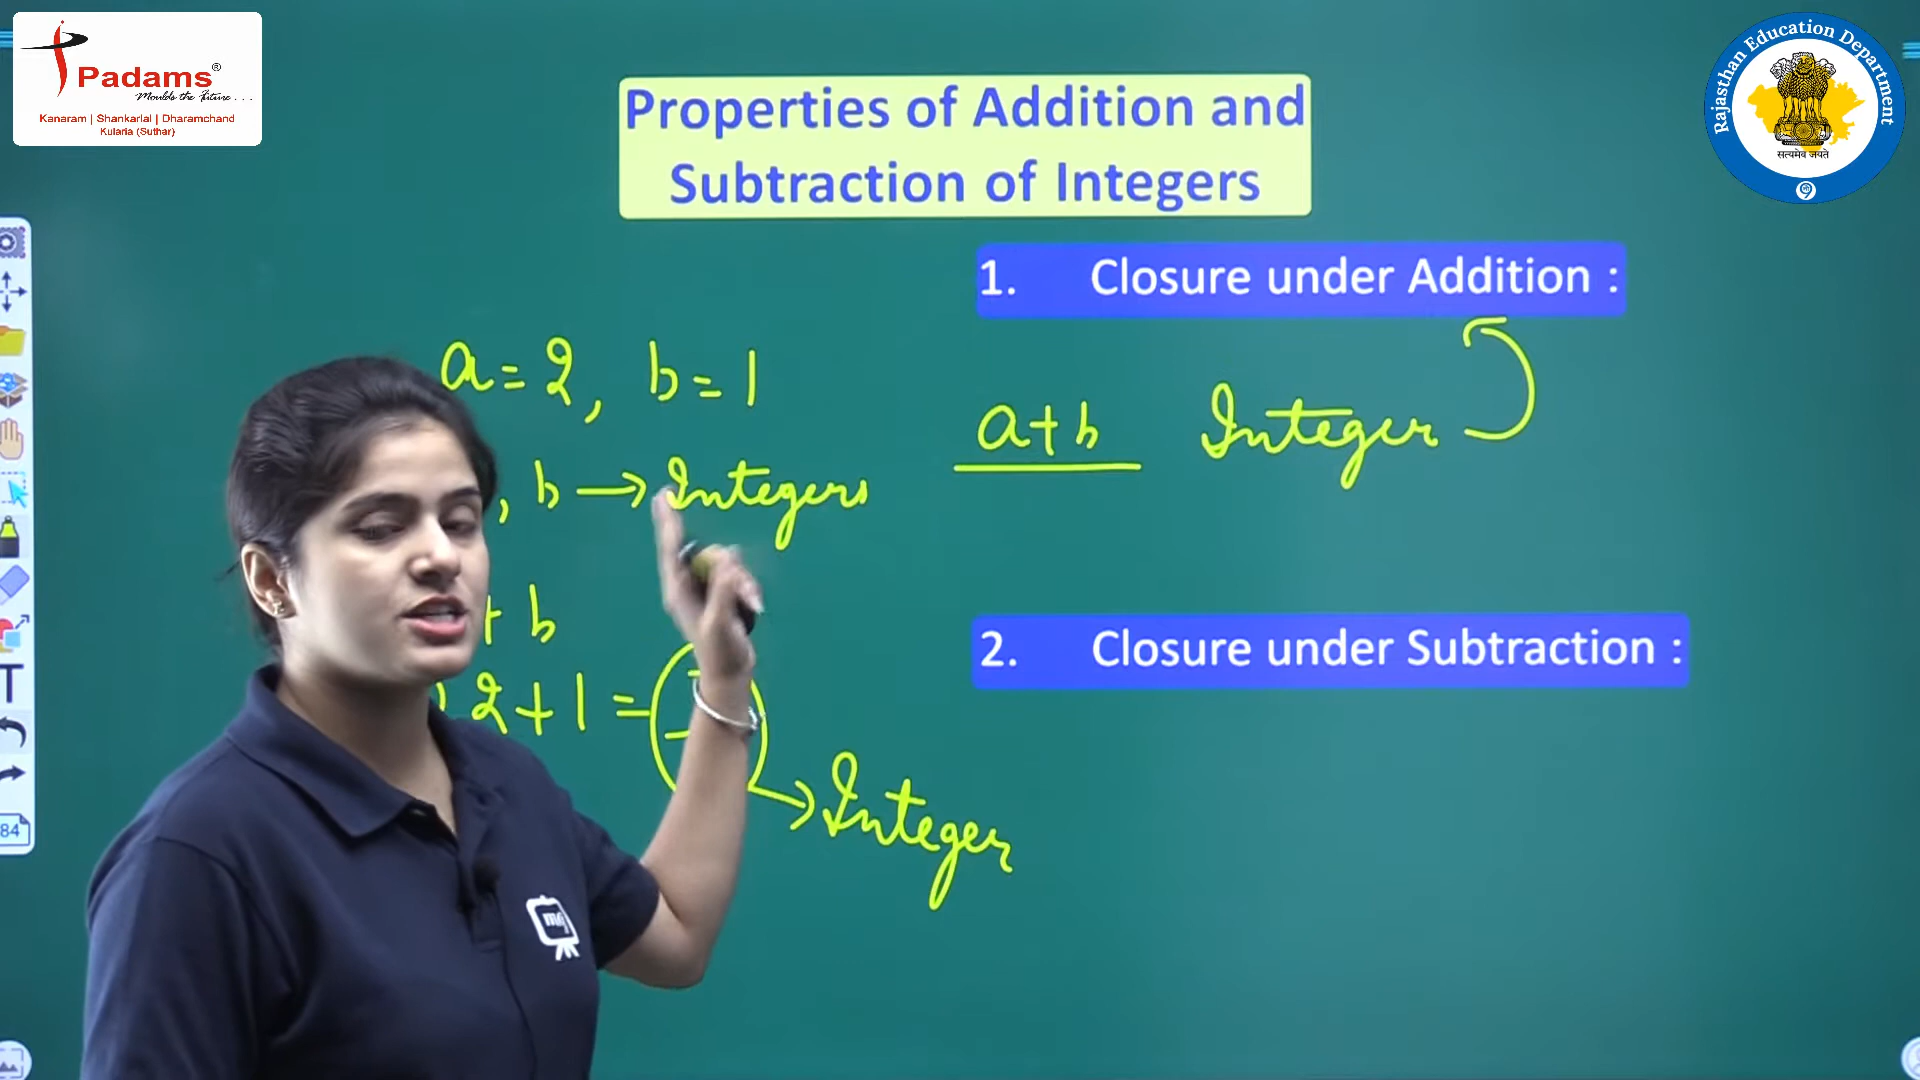 Padams®
Moulds the Future . . .
Kanaram | Shankarlal | Dharamchand
Kularia (Suthar)
Rajasthan Education Department
सत्यमेव जयते
Properties of Addition and
Subtraction of Integers
1. Closure under Addition :
a = 2, b = 1
a + b Integer
, b → Integers
+ b
2 + 1 =
→ Integer
2. Closure under Subtraction :
84
T